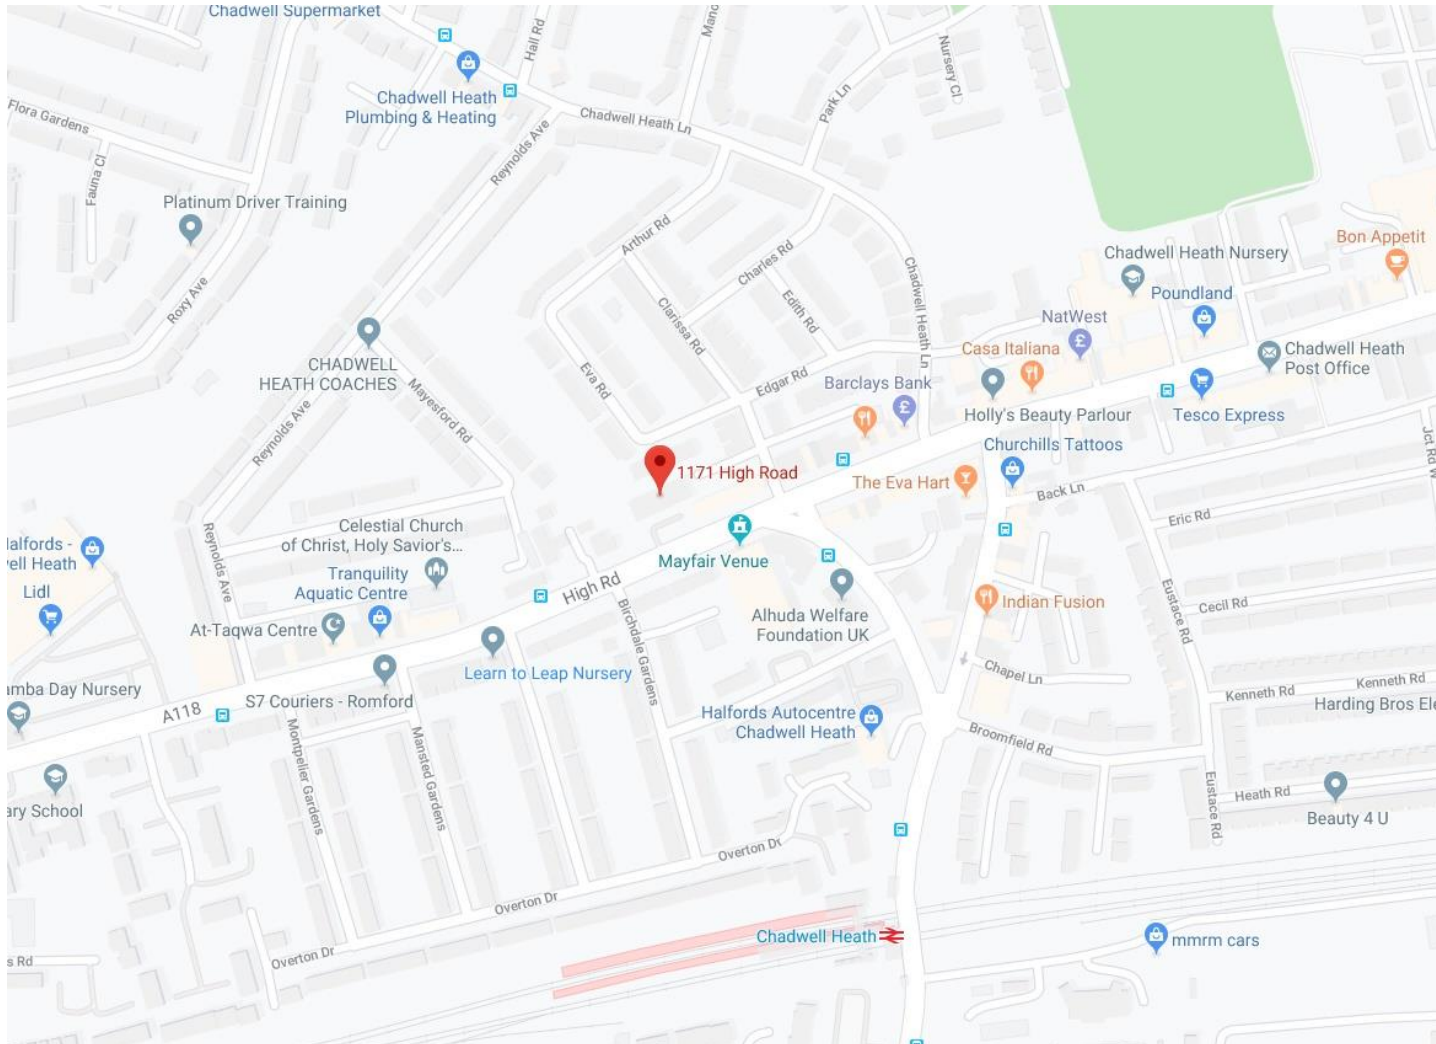 Chadwell Supermarket
Hall Rd
Chadwell Heath
Plumbing & Heating
Nursery Cl
Park Ln
Chadwell Heath Ln
Flora Gardens
Fauna Cl
Reynolds Ave
Platinum Driver Training
Arthur Rd
Charles Rd
Chadwell Heath Nursery
Bon Appetit
Roxy Ave
Chadwell Heath Ln
Edith Rd
Clarissa Rd
Poundland
NatWest
CHADWELL
HEATH COACHES
Casa Italiana
Chadwell Heath
Post Office
Eva Rd
Edgar Rd
Barclays Bank
Mayesford Rd
Holly's Beauty Parlour
Tesco Express
Reynolds Ave
Churchills Tattoos
1171 High Road
The Eva Hart
Back Ln
Eric Rd
Celestial Church
of Christ, Holy Savior's...
Reynolds Ave
Mayfair Venue
Tranquility
Aquatic Centre
Lidl
High Rd
Birchdale Gardens
Indian Fusion
Cecil Rd
Eustace Rd
Alhuda Welfare
Foundation UK
At-Taqwa Centre
Learn to Leap Nursery
Chapel Ln
Day Nursery
S7 Couriers - Romford
Kenneth Rd
Kenneth Rd
A118
Harding Bros
Halfords Autocentre
Chadwell Heath
Broomfield Rd
Montpelier Gardens
Mansted Gardens
School
Heath Rd
Eustace Rd
Beauty 4 U
Overton Dr
Overton Dr
Chadwell Heath
mmrm cars
Overton Dr
Rd